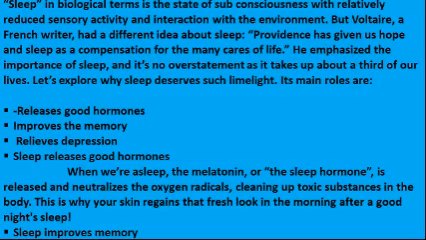 "Sleep" in biological terms is the state of sub consciousness with relatively
reduced sensory activity and interaction with the environment. But Voltaire, a
French writer, had a different idea about sleep: "Providence has given us hope
and sleep as a compensation for the many cares of life." He emphasized the
importance of sleep, and it's no overstatement as it takes up about a third of our
lives. Let's explore why sleep deserves such limelight. Its main roles are:
▪ -Releases good hormones
▪ Improves the memory
▪ Relieves depression
▪ Sleep releases good hormones
When we're asleep, the melatonin, or "the sleep hormone", is
released and neutralizes the oxygen radicals, cleaning up toxic substances in the
body. This is why your skin regains that fresh look in the morning after a good
night's sleep!
▪ Sleep improves memory